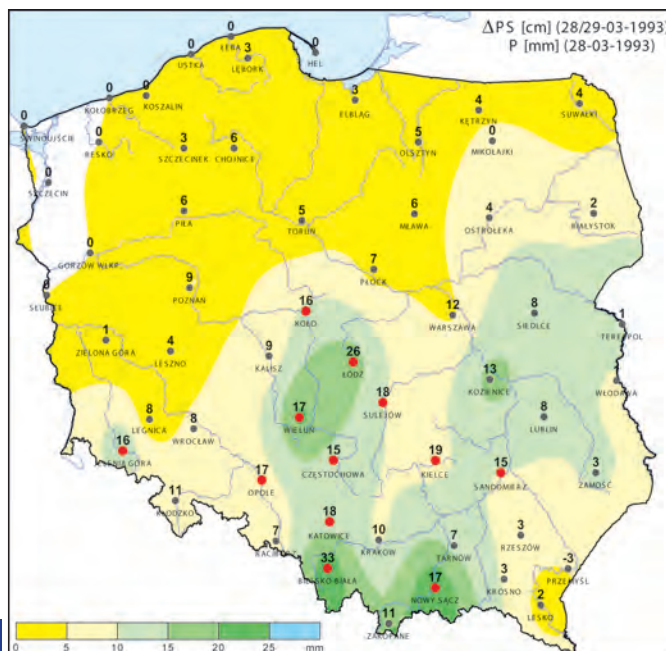 ΔPS [cm] (28/29-03-1993)
P [mm] (28-03-1993)
0
ŁEBA
0
USTKA
3
LĘBORK
0
HEL
0
KOŁOBRZEG
0
KOSZALIN
0
ŚWINOUJŚCIE
3
ELBLĄG
4
KĘTRZYN
4
SUWAŁKI
0
RESKO
3
SZCZECINEK
6
CHOJNICE
5
OLSZTYN
0
MIKOŁAJKI
0
SZCZECIN
6
PIŁA
5
TORUŃ
6
MŁAWA
4
OSTROŁĘKA
2
BIAŁYSTOK
0
GORZÓW WLKP.
7
PŁOCK
0
SŁUBICE
9
POZNAŃ
16
KOŁO
12
WARSZAWA
8
SIEDLCE
1
TERESPOL
1
ZIELONA GÓRA
4
LESZNO
9
KALISZ
26
ŁÓDŹ
13
KOZIENICE
WŁODAWA
18
SULEJÓW
8
LEGNICA
8
WROCŁAW
17
WIELUŃ
8
LUBLIN
16
JELENIA GÓRA
15
CZĘSTOCHOWA
19
KIELCE
15
SANDOMIERZ
3
ZAMOŚĆ
17
OPOLE
11
KŁODZKO
18
KATOWICE
7
RACIBÓRZ
10
KRAKÓW
7
TARNÓW
3
RZESZÓW
33
BIELSKO-BIAŁA
17
NOWY SĄCZ
3
KROSNO
-3
PRZEMYŚL
2
LESKO
11
ZAKOPANE
0 5 10 15 20 25 mm